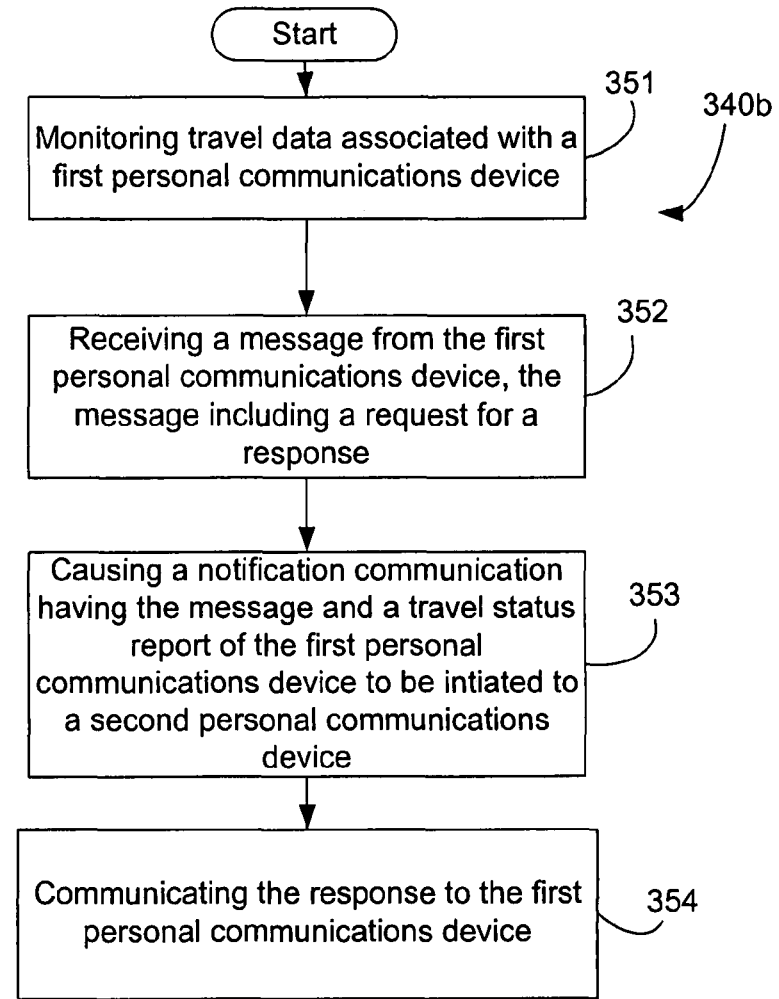 Start
351
340b
Monitoring travel data associated with a
first personal communications device
352
Receiving a message from the first
personal communications device, the
message including a request for a
response
353
Causing a notification communication
having the message and a travel status
report of the first personal
communications device to be intiated to
a second personal communications
device
Communicating the response to the first
personal communications device
354